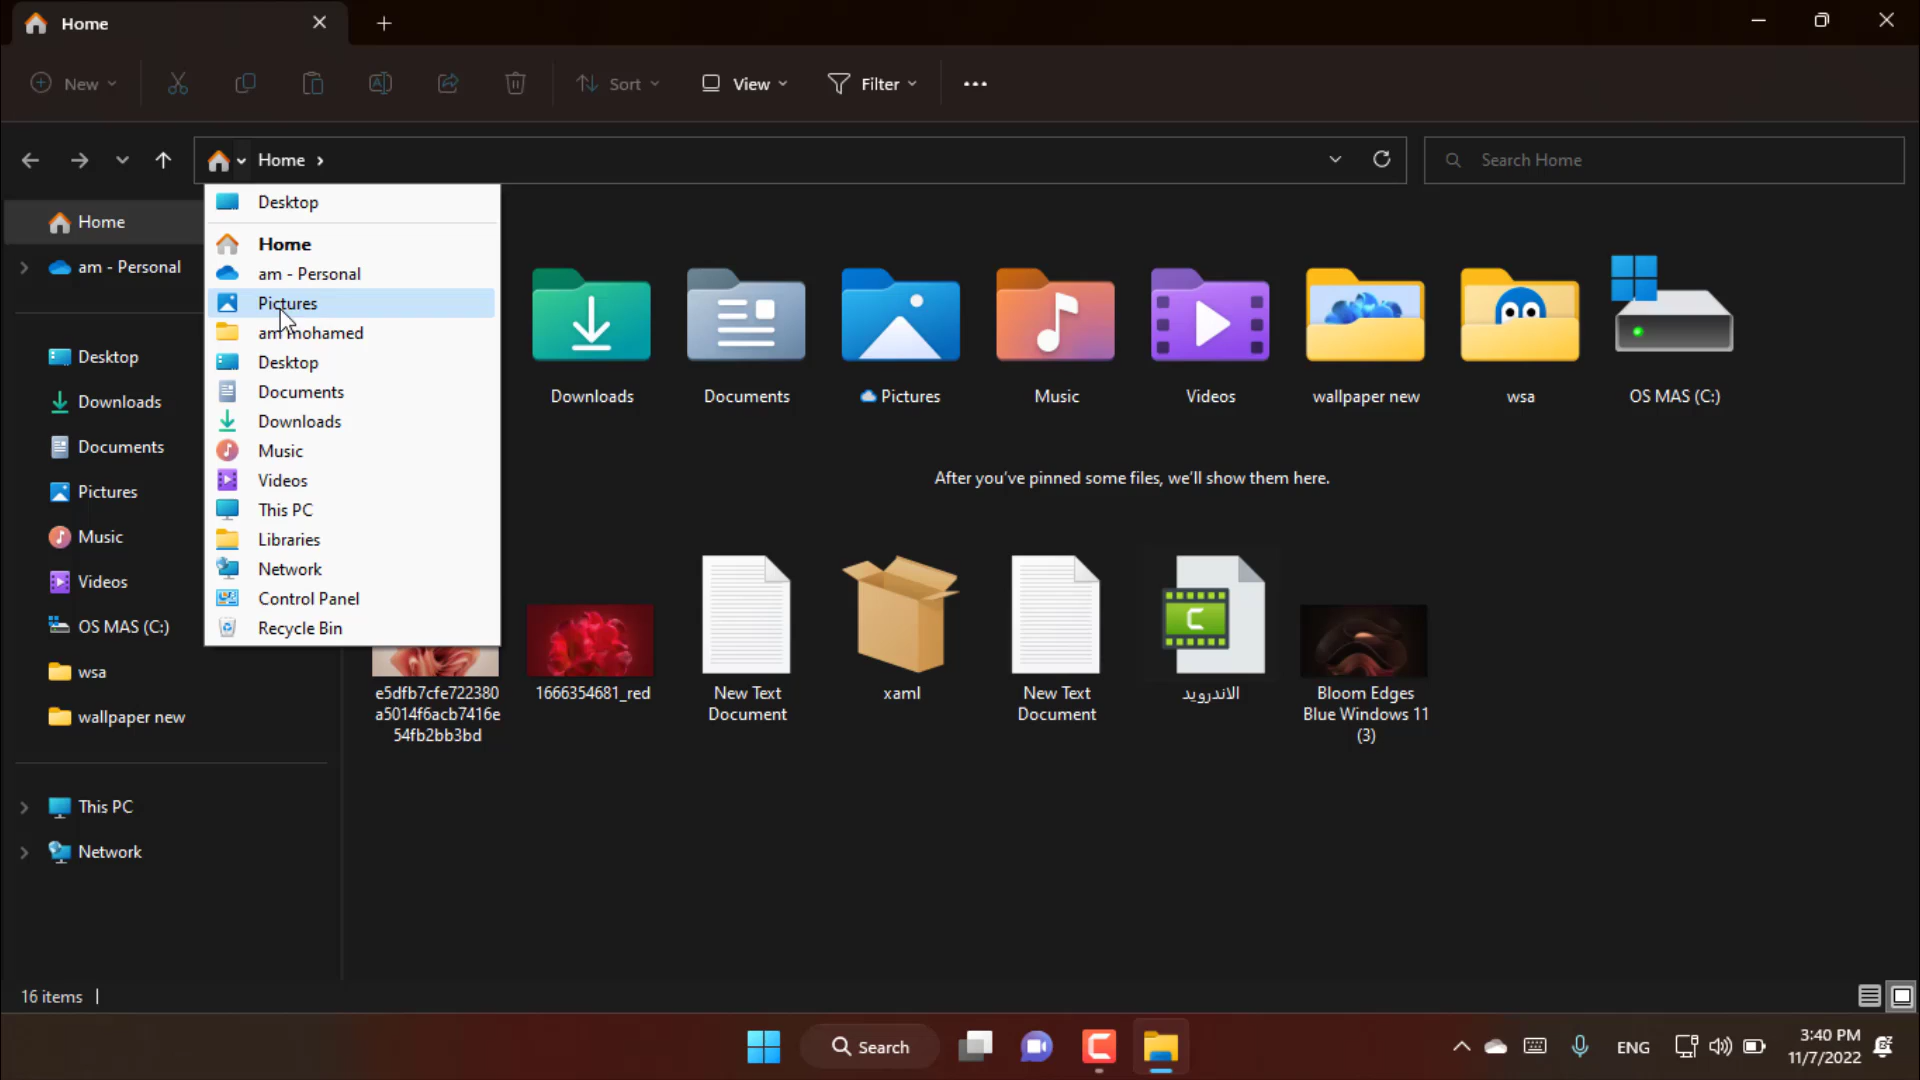 Home
New
Sort
View
Filter
Home
Search Home
Home
am - Personal
Desktop
Downloads
Documents
Pictures
Music
Videos
OS MAS (C:)
wsa
wallpaper new
This PC
Network
Desktop
Home
am - Personal
Pictures
am mohamed
Desktop
Documents
Downloads
Music
Videos
This PC
Libraries
Network
Control Panel
Recycle Bin
Downloads
Documents
Pictures
Music
Videos
wallpaper new
wsa
OS MAS (C:)
After you've pinned some files, we'll show them here.
e5dfb7cfe722380
a5014f6acb7416e
54fb2bb3bd
1666354681_red
New Text
Document
xaml
New Text
Document
الاندرويد
Bloom Edges
Blue Windows 11
(3)
16 items
Search
ENG
3:40 PM
11/7/2022